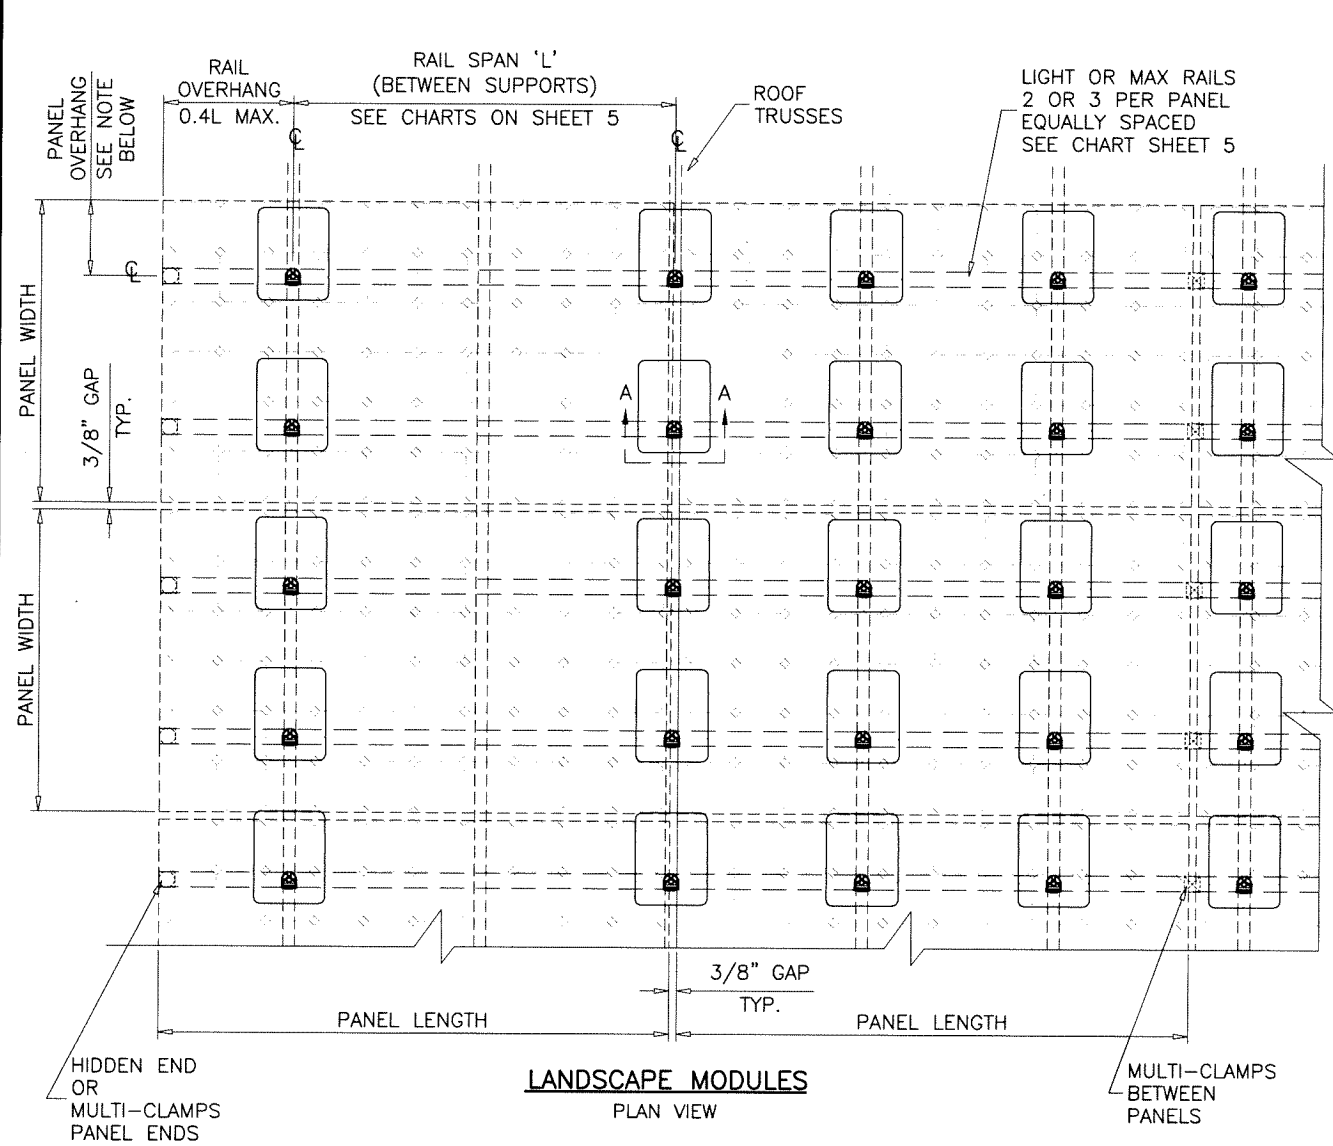 PANEL
OVERHANG
SEE NOTE
BELOW
RAIL
OVERHANG
0.4L MAX.
RAIL SPAN 'L'
(BETWEEN SUPPORTS)
SEE CHARTS ON SHEET 5
ROOF
TRUSSES
LIGHT OR MAX RAILS
2 OR 3 PER PANEL
EQUALLY SPACED
SEE CHART SHEET 5
℄
℄
℄
PANEL WIDTH
3/8" GAP
TYP.
A
A
PANEL WIDTH
3/8" GAP
TYP.
PANEL LENGTH
PANEL LENGTH
HIDDEN END
OR
MULTI-CLAMPS
PANEL ENDS
LANDSCAPE MODULES
PLAN VIEW
MULTI-CLAMPS
BETWEEN
PANELS